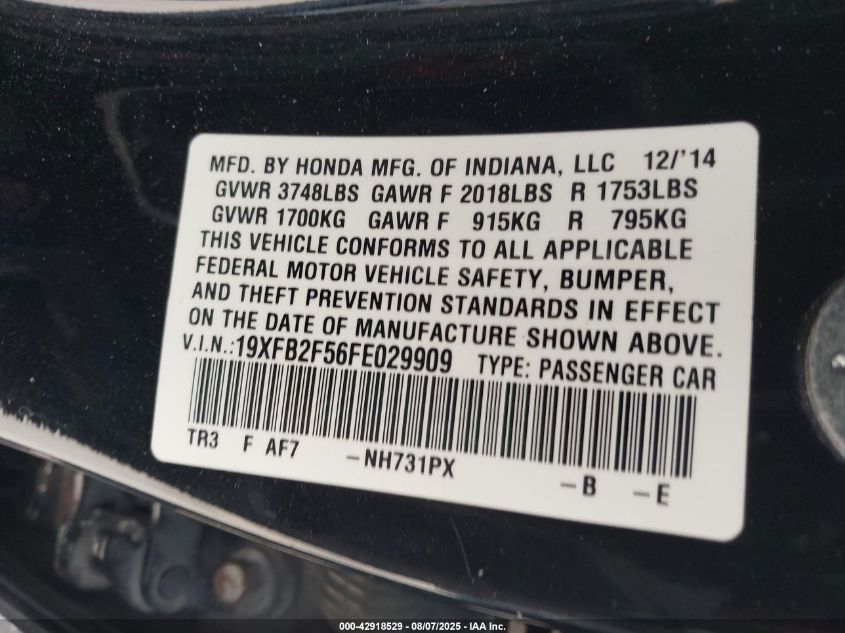 MFD. BY HONDA MFG. OF INDIANA, LLC 12/'14
GVWR 3748LBS GAWR F 2018LBS R 1753LBS
GVWR 1700KG GAWR F 915KG R 795KG
THIS VEHICLE CONFORMS TO ALL APPLICABLE
FEDERAL MOTOR VEHICLE SAFETY, BUMPER,
AND THEFT PREVENTION STANDARDS IN EFFECT
ON THE DATE OF MANUFACTURE SHOWN ABOVE.
V.I.N.:19XFB2F56FE029909 TYPE: PASSENGER CAR
TR3 F AF7 -NH731PX -B -E
000-42918529 - 08/07/2025 - IAA Inc.